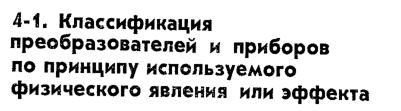 4-1. Классификация
преобразователей и приборов
по принципу используемого
физического явления или эффекта